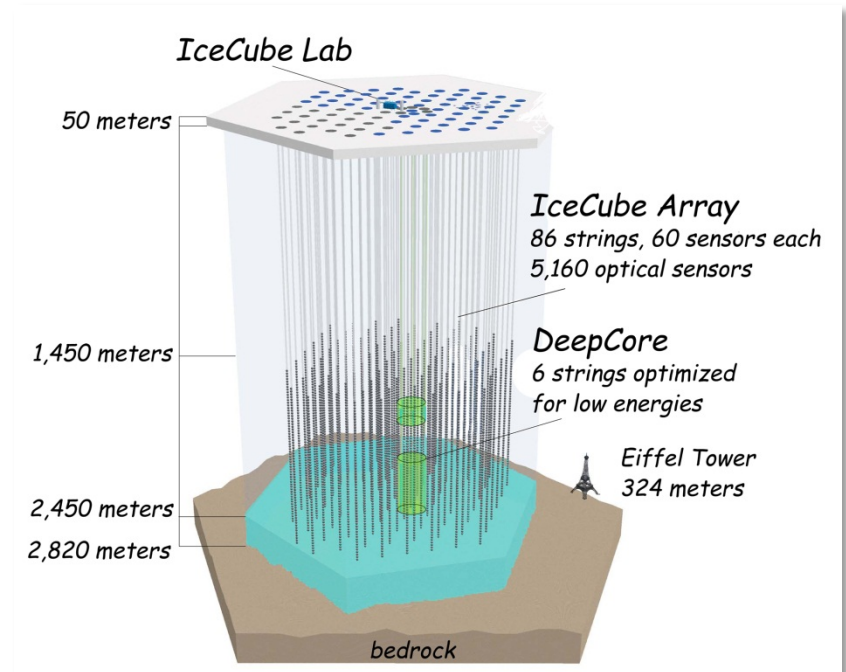 IceCube Lab
50 meters
IceCube Array
86 strings, 60 sensors each
5,160 optical sensors
1,450 meters
DeepCore
6 strings optimized
for low energies
Eiffel Tower
324 meters
2,450 meters
2,820 meters
bedrock